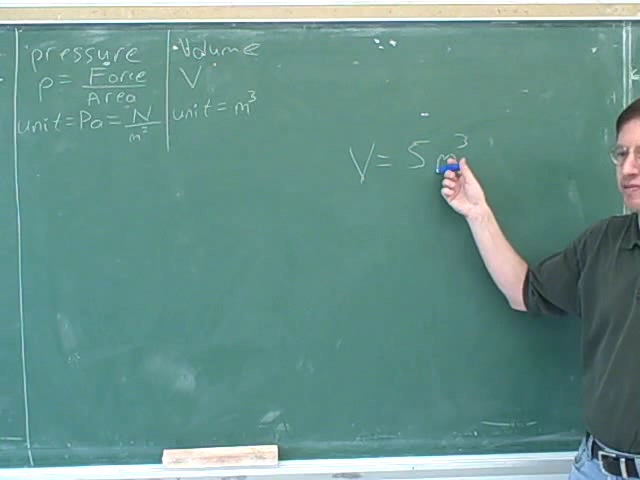 pressure
p = Force
Area
unit = Pa = N
m²
Volume
V
unit = m³
V = 5 m³